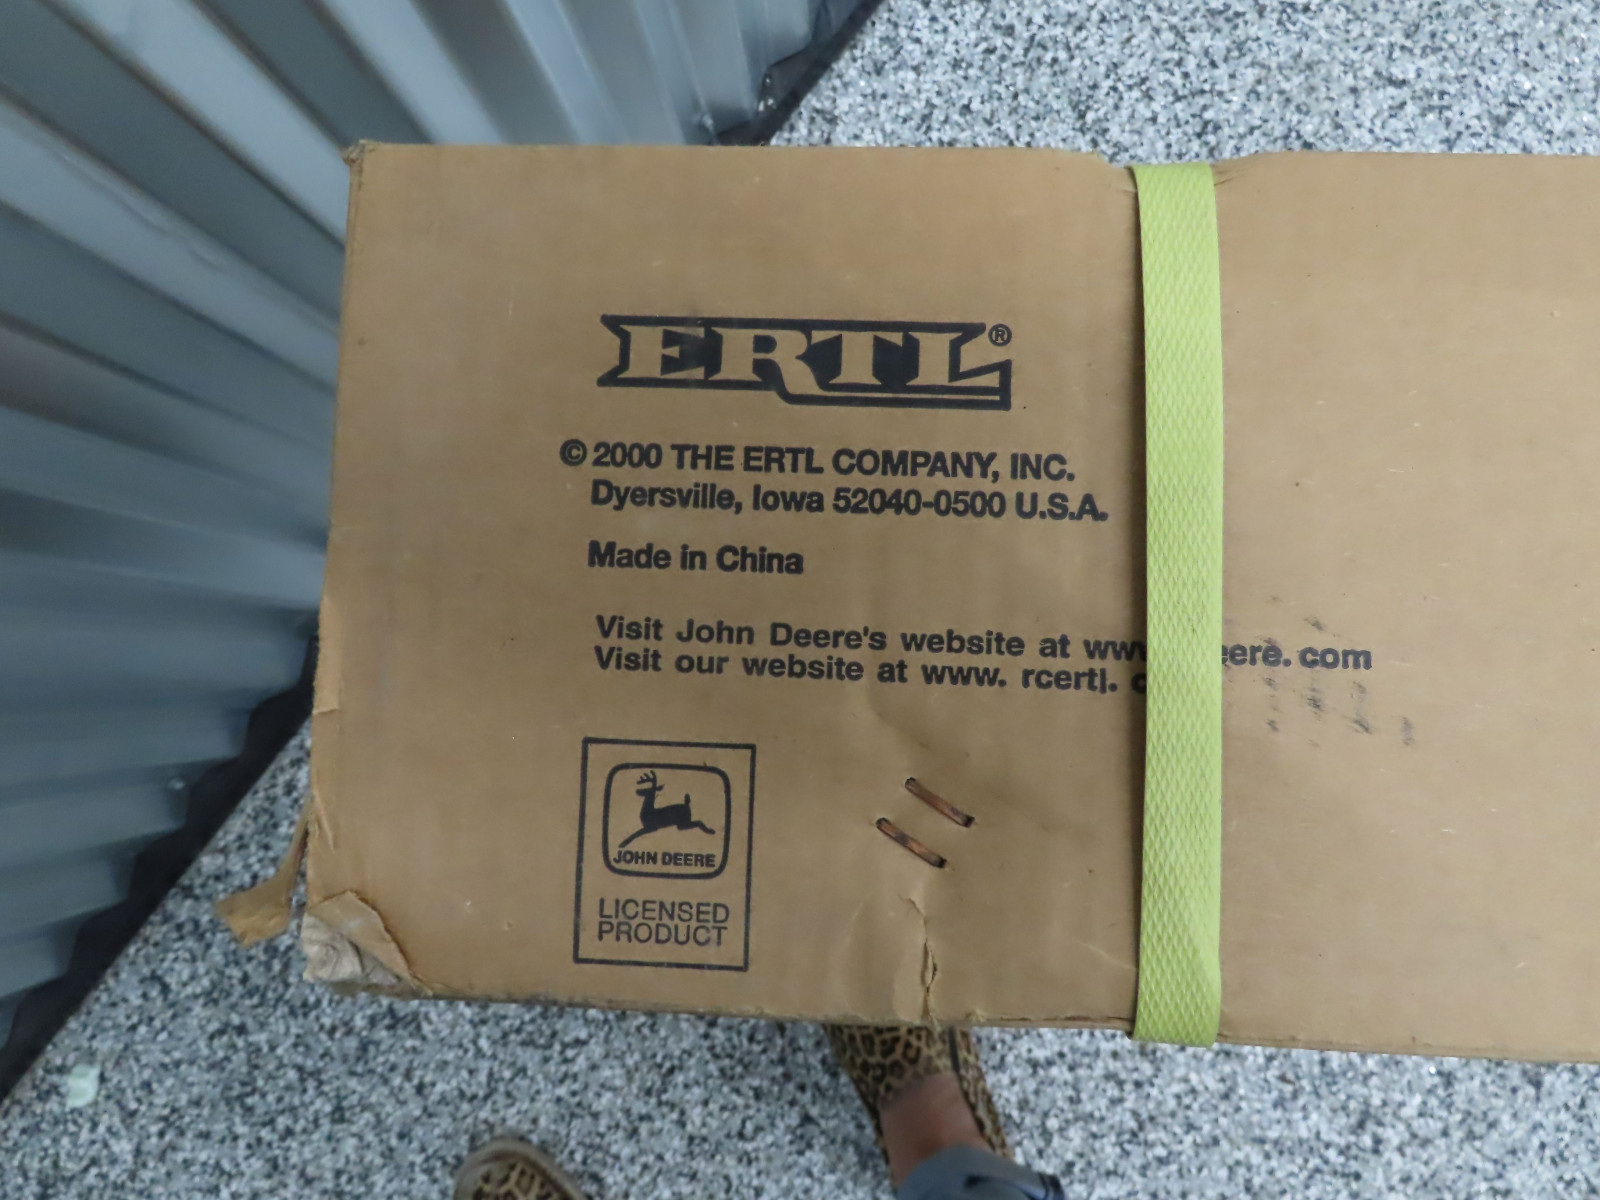 ERTL®
© 2000 THE ERTL COMPANY, INC.
Dyersville, Iowa 52040-0500 U.S.A.
Made in China
Visit John Deere's website at www eere. com
Visit our website at www. rcertl. c
JOHN DEERE
LICENSED
PRODUCT